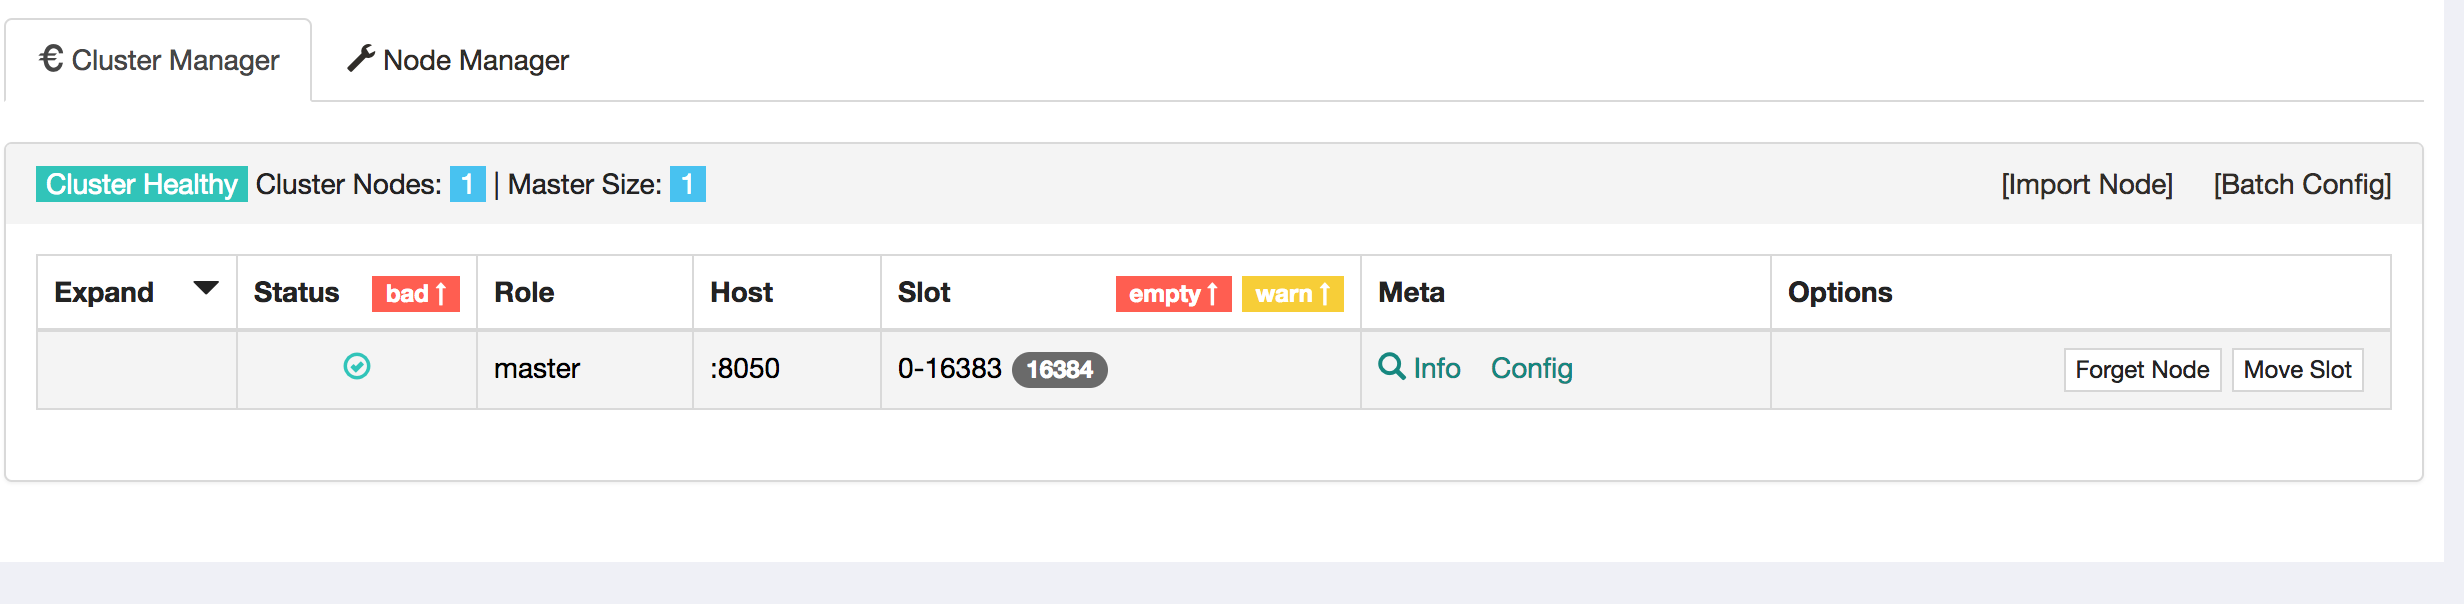 Cluster Manager Node Manager
Cluster Healthy Cluster Nodes: 1 | Master Size: 1 [Import Node] [Batch Config]
Expand Status bad↑ Role Host Slot empty↑ warn↑ Meta Options
master :8050 0-16383 16384 Info Config Forget Node Move Slot